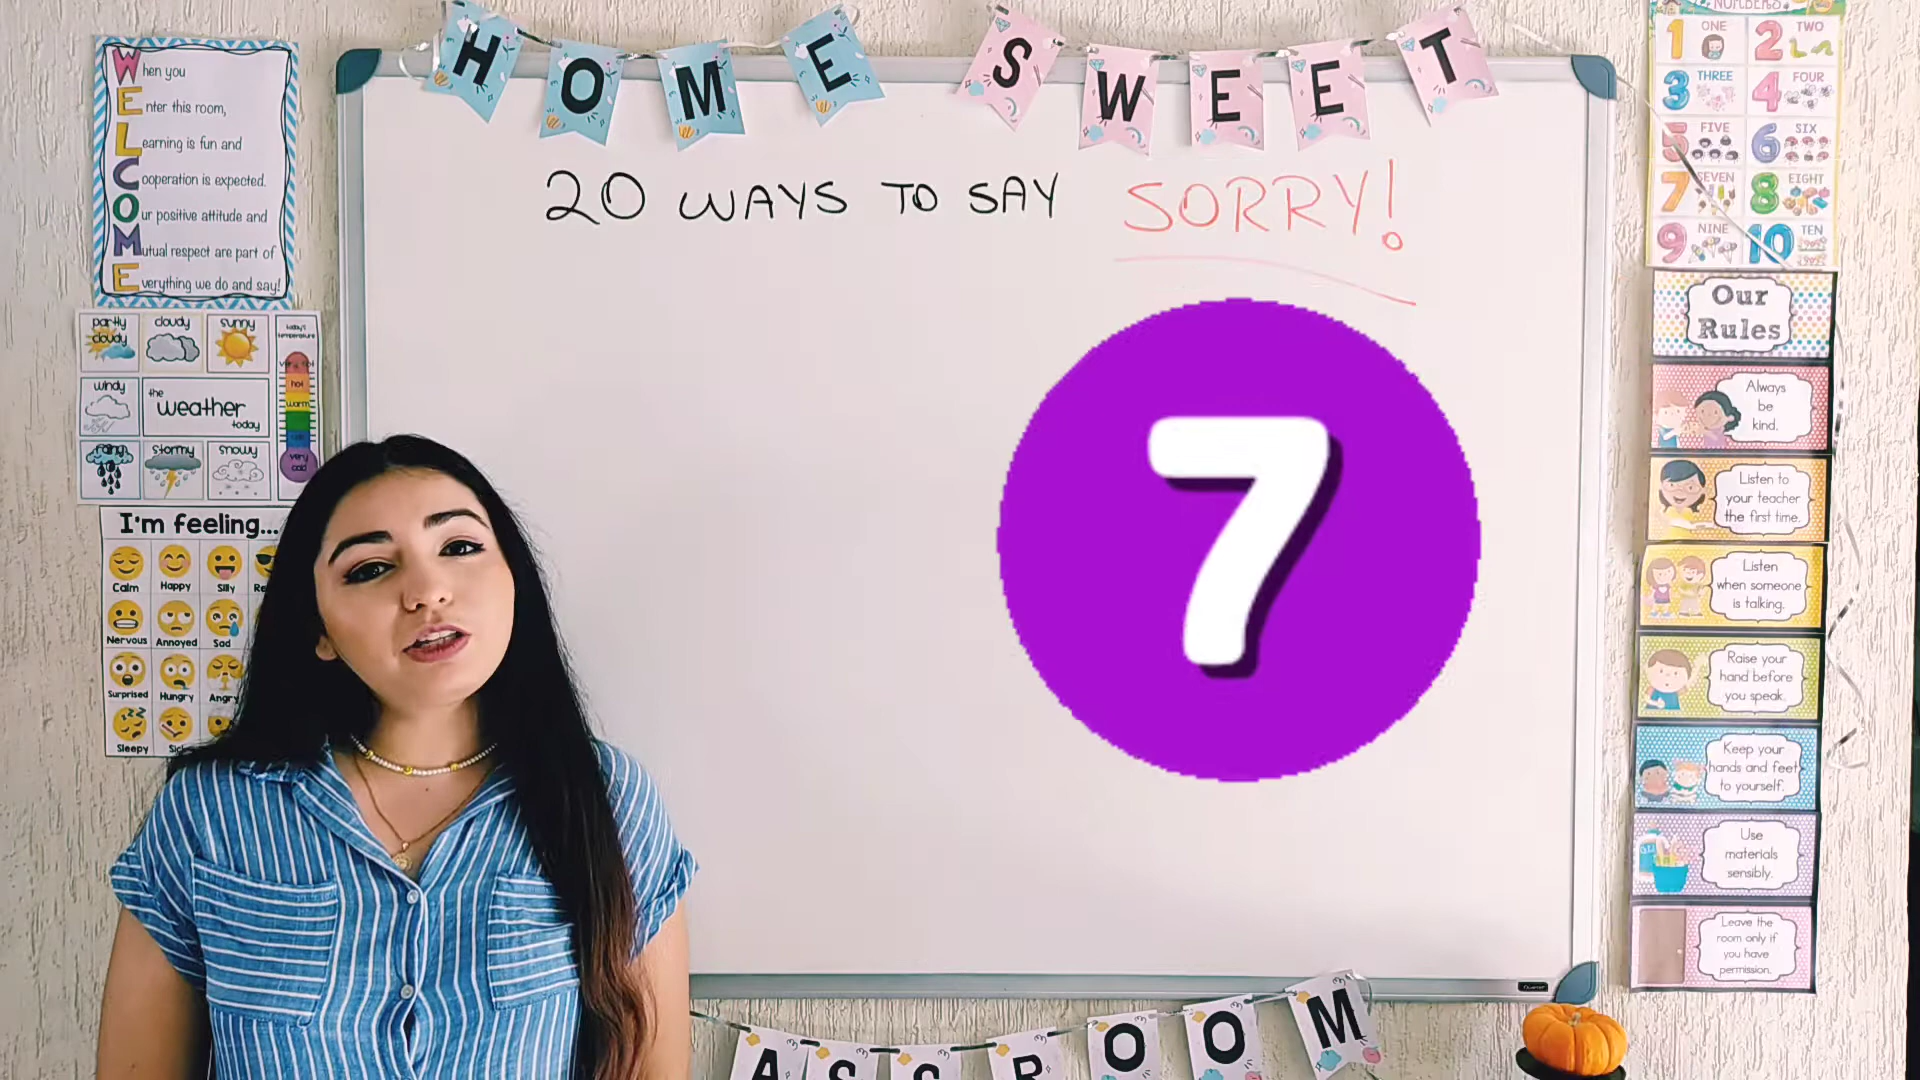 HOME SWEET
20 WAYS TO SAY SORRY!
7
When you
Enter this room,
Learning is fun and
Cooperation is expected.
Our positive attitude and
Mutual respect are part of
Everything we do and say!
partly cloudy
cloudy
sunny
today's temperature
hot
warm
very cold
windy
the weather today
rainy
stormy
snowy
I'm feeling...
Calm
Happy
Silly
Nervous
Annoyed
Sad
Surprised
Hungry
Angry
Sleepy
NUMBERS
1 ONE
2 TWO
3 THREE
4 FOUR
5 FIVE
6 SIX
7 SEVEN
8 EIGHT
9 NINE
10 TEN
Our
Rules
Always
be
kind.
Listen to
your teacher
the first time.
Listen
when someone
is talking.
Raise your
hand before
you speak.
Keep your
hands and feet
to yourself.
Use
materials
sensibly.
Leave the
room only if
you have
permission.
ROOM